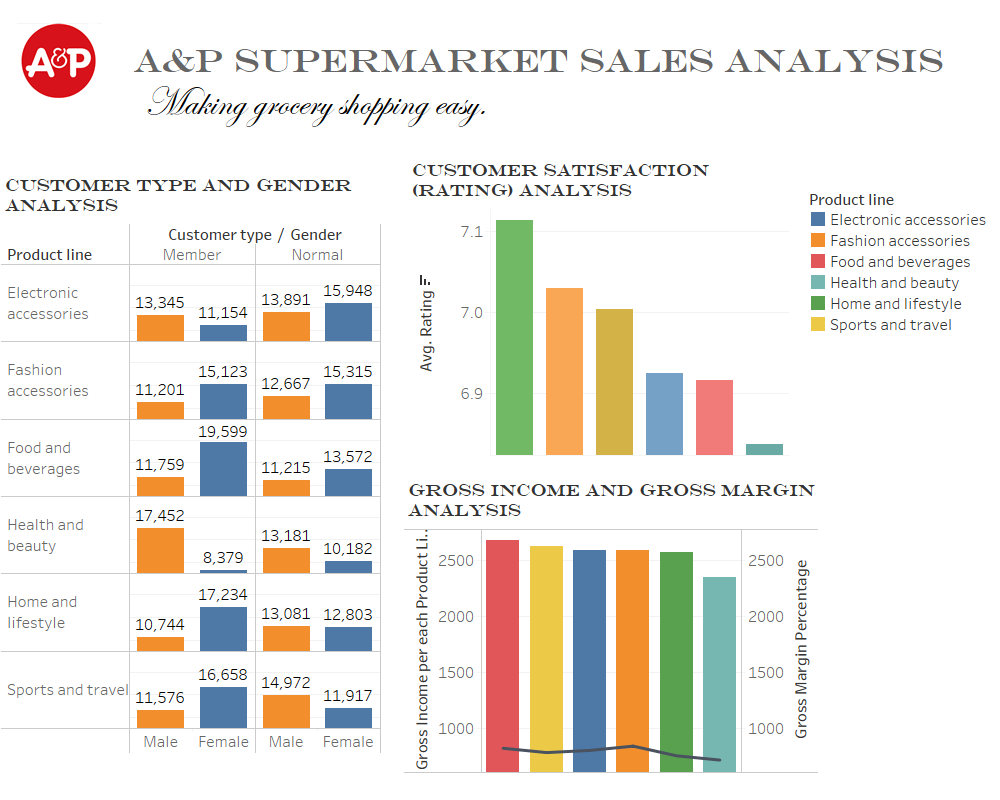 A&P
A&P SUPERMARKET SALES ANALYSIS
Making grocery shopping easy.
CUSTOMER TYPE AND GENDER
ANALYSIS
Customer type / Gender
Product line
Member
Normal
Electronic
accessories
13,345
11,154
13,891
15,948
Fashion
accessories
11,201
15,123
12,667
15,315
Food and
beverages
11,759
19,599
11,215
13,572
Health and
beauty
17,452
8,379
13,181
10,182
Home and
lifestyle
10,744
17,234
13,081
12,803
Sports and travel
11,576
16,658
14,972
11,917
Male
Female
Male
Female
CUSTOMER SATISFACTION
(RATING) ANALYSIS
Avg. Rating
7.1
7.0
6.9
Product line
Electronic accessories
Fashion accessories
Food and beverages
Health and beauty
Home and lifestyle
Sports and travel
GROSS INCOME AND GROSS MARGIN
ANALYSIS
Gross Income per each Product Li..
2500
2000
1500
1000
2500
2000
1500
1000
Gross Margin Percentage